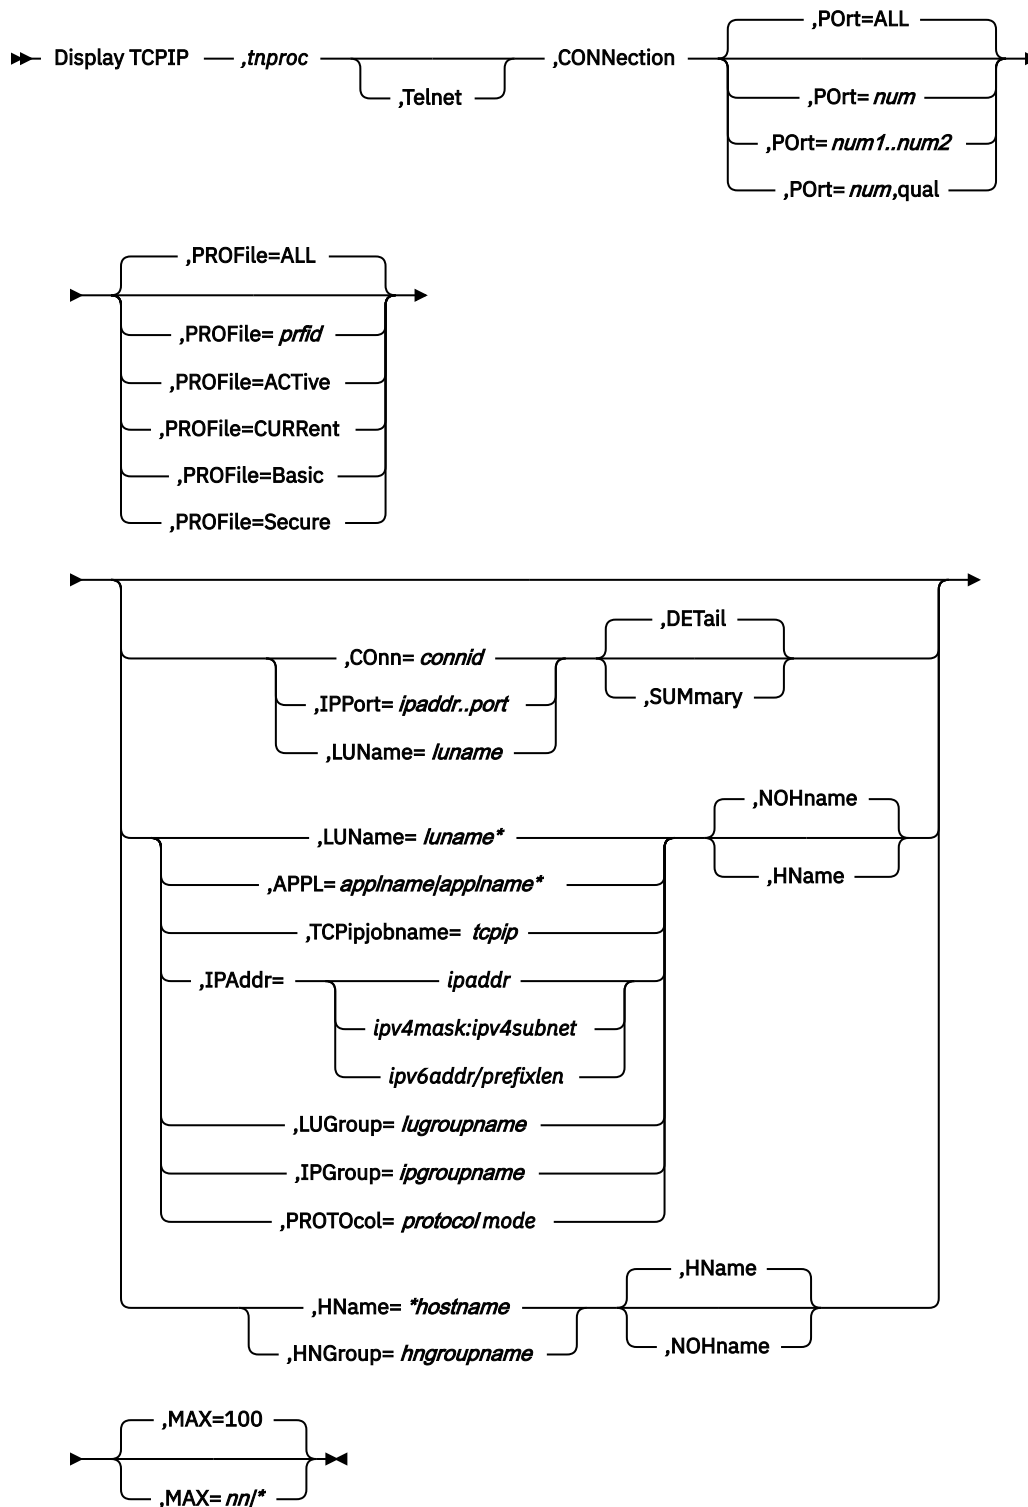 ,POrt=ALL
Display TCPIP ,tnproc ,CONNection
,Telnet ,POrt= num
,POrt= num1..num2
,POrt= num,qual
,PROFile=ALL
,PROFile= prfid
,PROFile=ACTive
,PROFile=CURRent
,PROFile=Basic
,PROFile=Secure
,DETail
,COnn= connid
,SUMmary
,IPPort= ipaddr..port
,LUName= luname
,NOHname
,LUName= luname*
,HName
,APPL= applname|applname*
,TCPipjobname= tcpip
,IPAddr= ipaddr
ipv4mask:ipv4subnet
ipv6addr/prefixlen
,LUGroup= lugroupname
,IPGroup= ipgroupname
,PROTOcol= protocolmode
,HName
,HName= *hostname
,NOHname
,HNGroup= hngroupname
,MAX=100
,MAX= nn|*